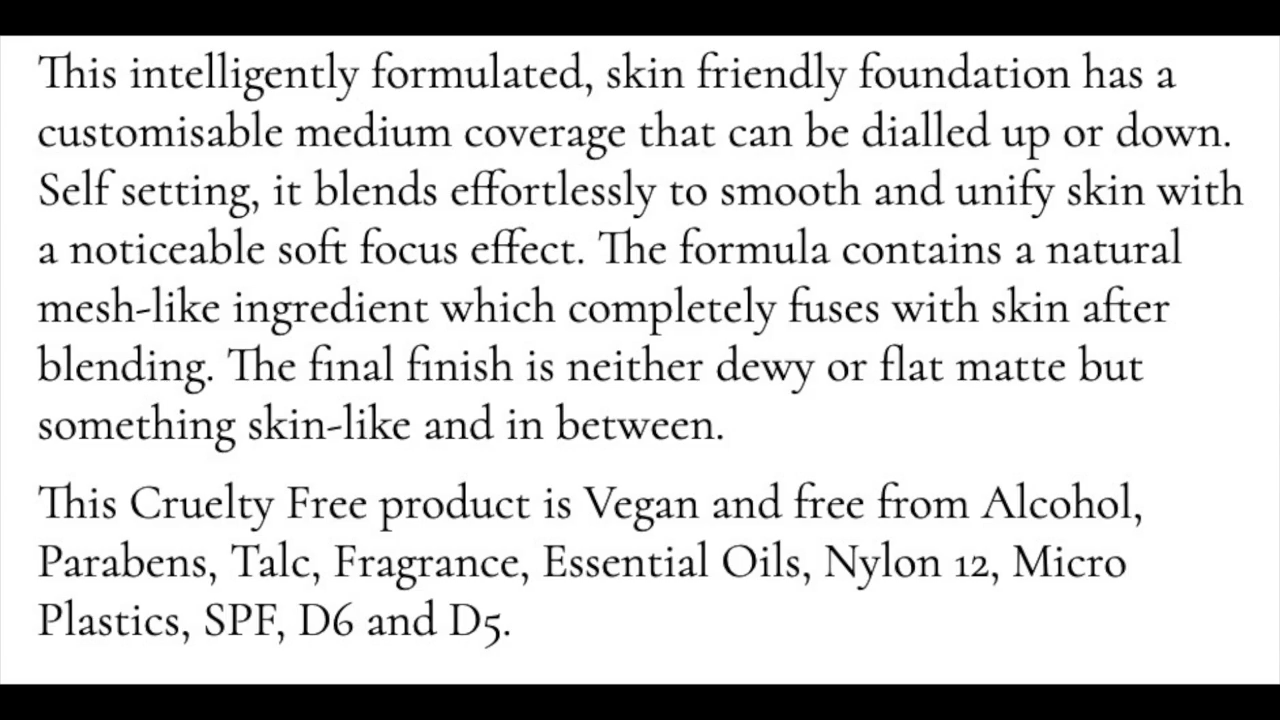 This intelligently formulated, skin friendly foundation has a
customisable medium coverage that can be dialled up or down.
Self setting, it blends effortlessly to smooth and unify skin with
a noticeable soft focus effect. The formula contains a natural
mesh-like ingredient which completely fuses with skin after
blending. The final finish is neither dewy or flat matte but
something skin-like and in between.
This Cruelty Free product is Vegan and free from Alcohol,
Parabens, Talc, Fragrance, Essential Oils, Nylon 12, Micro
Plastics, SPF, D6 and D5.